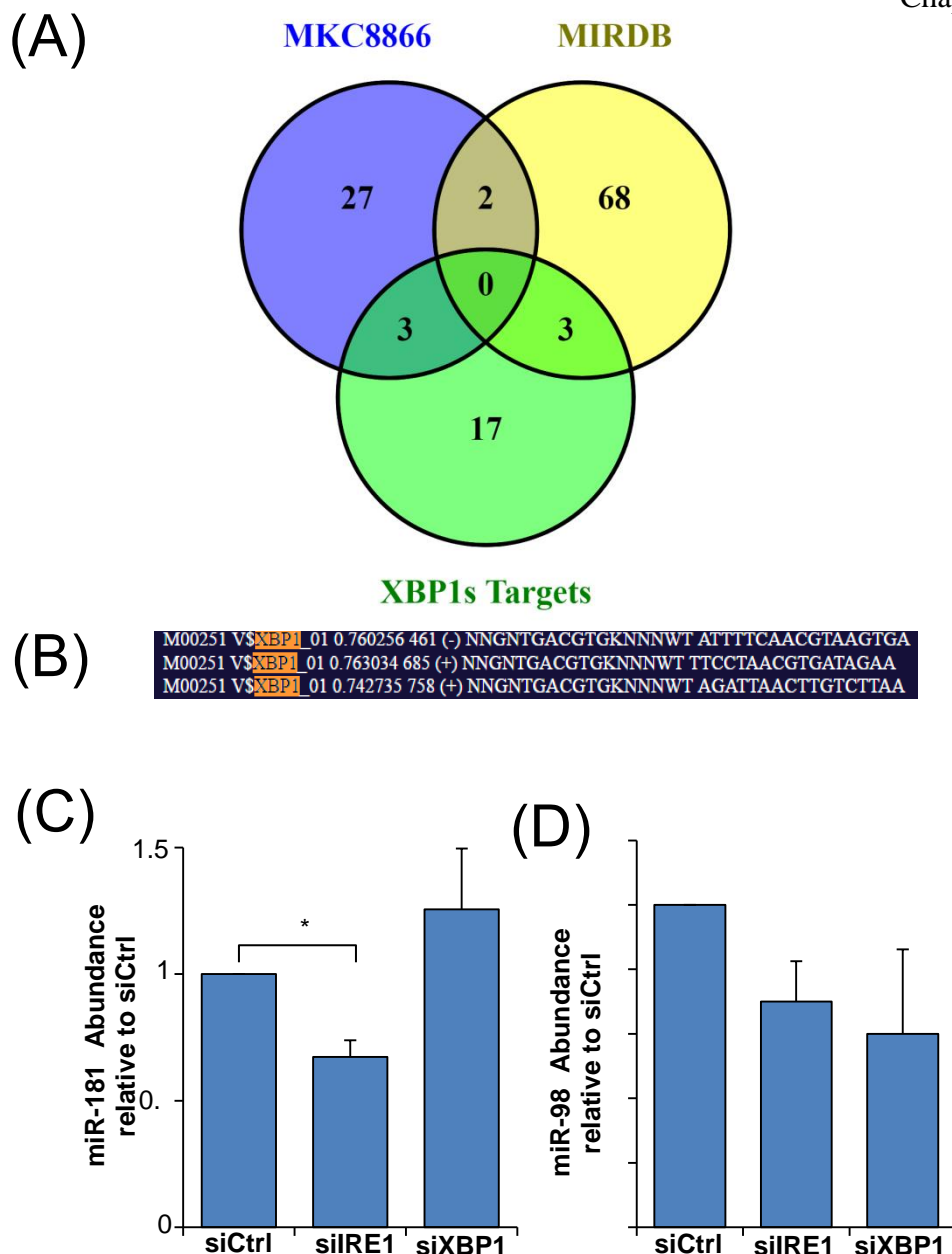 Cha
(A)
MKC8866
MIRDB
27
2
68
0
3
3
17
XBP1s Targets
(B)
M00251 V$XBP1_01 0.760256 461 (-) NNGNTGACGTGKNNNWT ATTTTCAACGTAAGTGA
M00251 V$XBP1_01 0.763034 685 (+) NNGNTGACGTGKNNNWT TTCCTAACGTGATAGAA
M00251 V$XBP1_01 0.742735 758 (+) NNGNTGACGTGKNNNWT AGATTAACTTGTCTTAA
(C)
miR-181 Abundance
relative to siCtrl
1.5
1
0.
0
*
siCtrl
siIRE1
siXBP1
(D)
miR-98 Abundance
relative to siCtrl
siCtrl
siIRE1
siXBP1